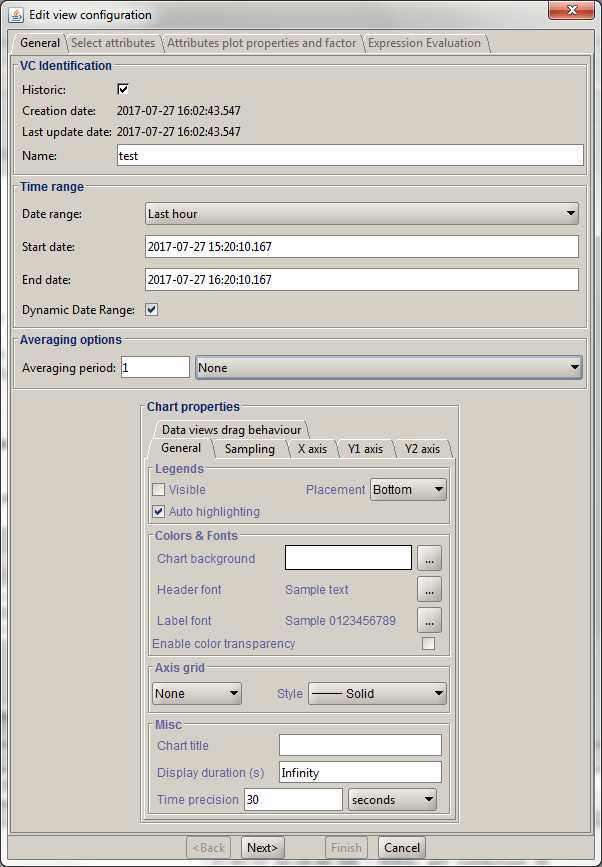 Edit view configuration
General Select attributes Attributes plot properties and factor Expression Evaluation
VC Identification
Historic:
Creation date: 2017-07-27 16:02:43.547
Last update date: 2017-07-27 16:02:43.547
Name: test
Time range
Date range: Last hour
Start date: 2017-07-27 15:20:10.167
End date: 2017-07-27 16:20:10.167
Dynamic Date Range:
Averaging options
Averaging period: 1 None
Chart properties
Data views drag behaviour
General Sampling X axis Y1 axis Y2 axis
Legends
Visible Placement Bottom
Auto highlighting
Colors & Fonts
Chart background ...
Header font Sample text ...
Label font Sample 0123456789 ...
Enable color transparency
Axis grid
None Style Solid
Misc
Chart title
Display duration (s) Infinity
Time precision 30 seconds
<Back Next> Finish Cancel